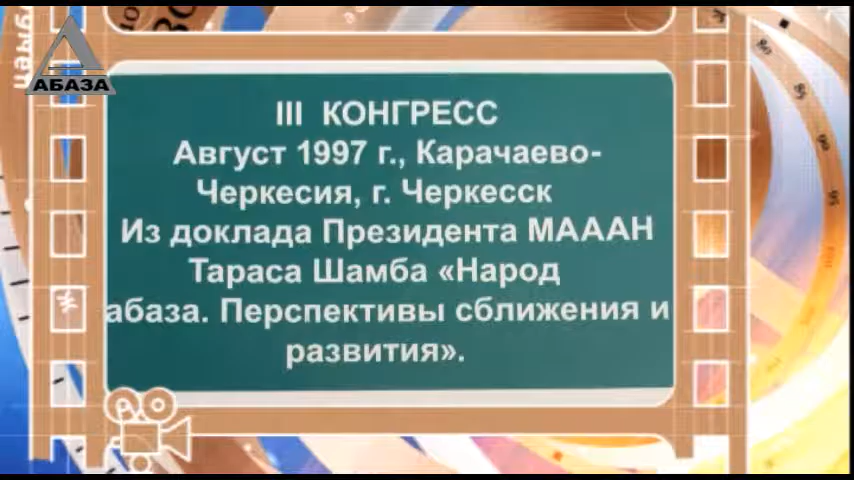 АБАЗА
III КОНГРЕСС
Август 1997 г., Карачаево-
Черкесия, г. Черкесск
Из доклада Президента МАААН
Тараса Шамба «Народ
абаза. Перспективы сближения и
развития».